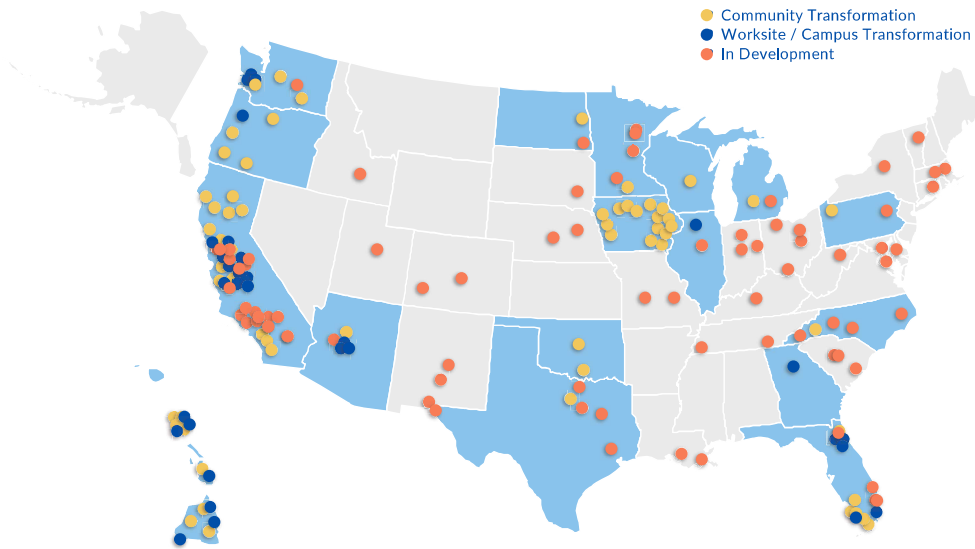 Community Transformation
Worksite / Campus Transformation
In Development